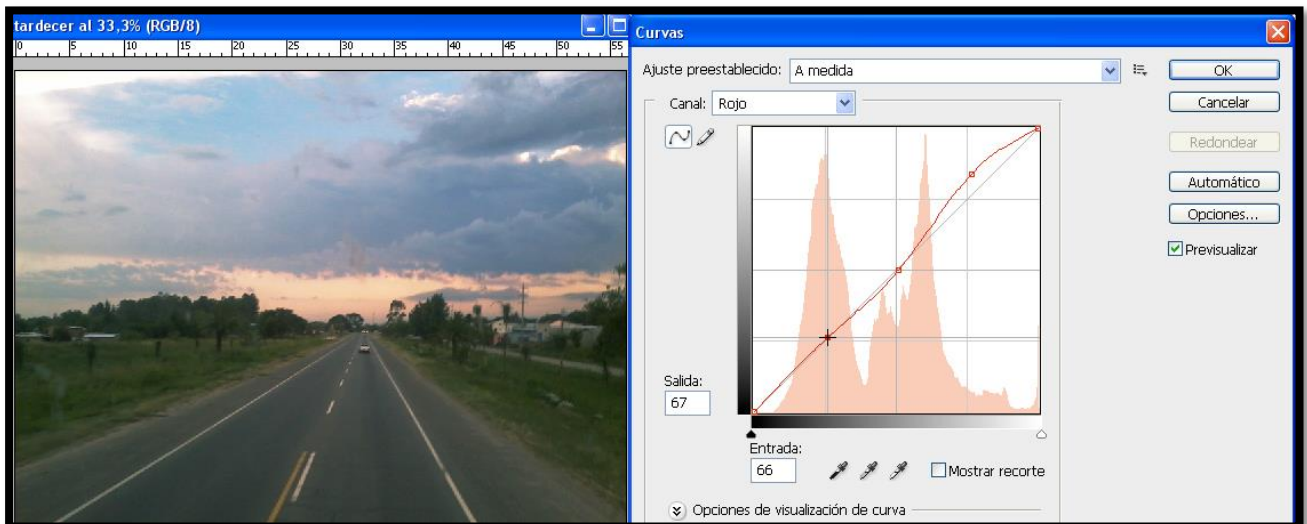 tardecer al 33,3% (RGB/8)
0 5 10 15 20 25 30 35 40 45 50 55
Curvas
Ajuste preestablecido: A medida
OK
Canal: Rojo
Cancelar
Redondear
Automático
Opciones...
Previsualizar
Salida:
67
Entrada:
66
Mostrar recorte
Opciones de visualización de curva